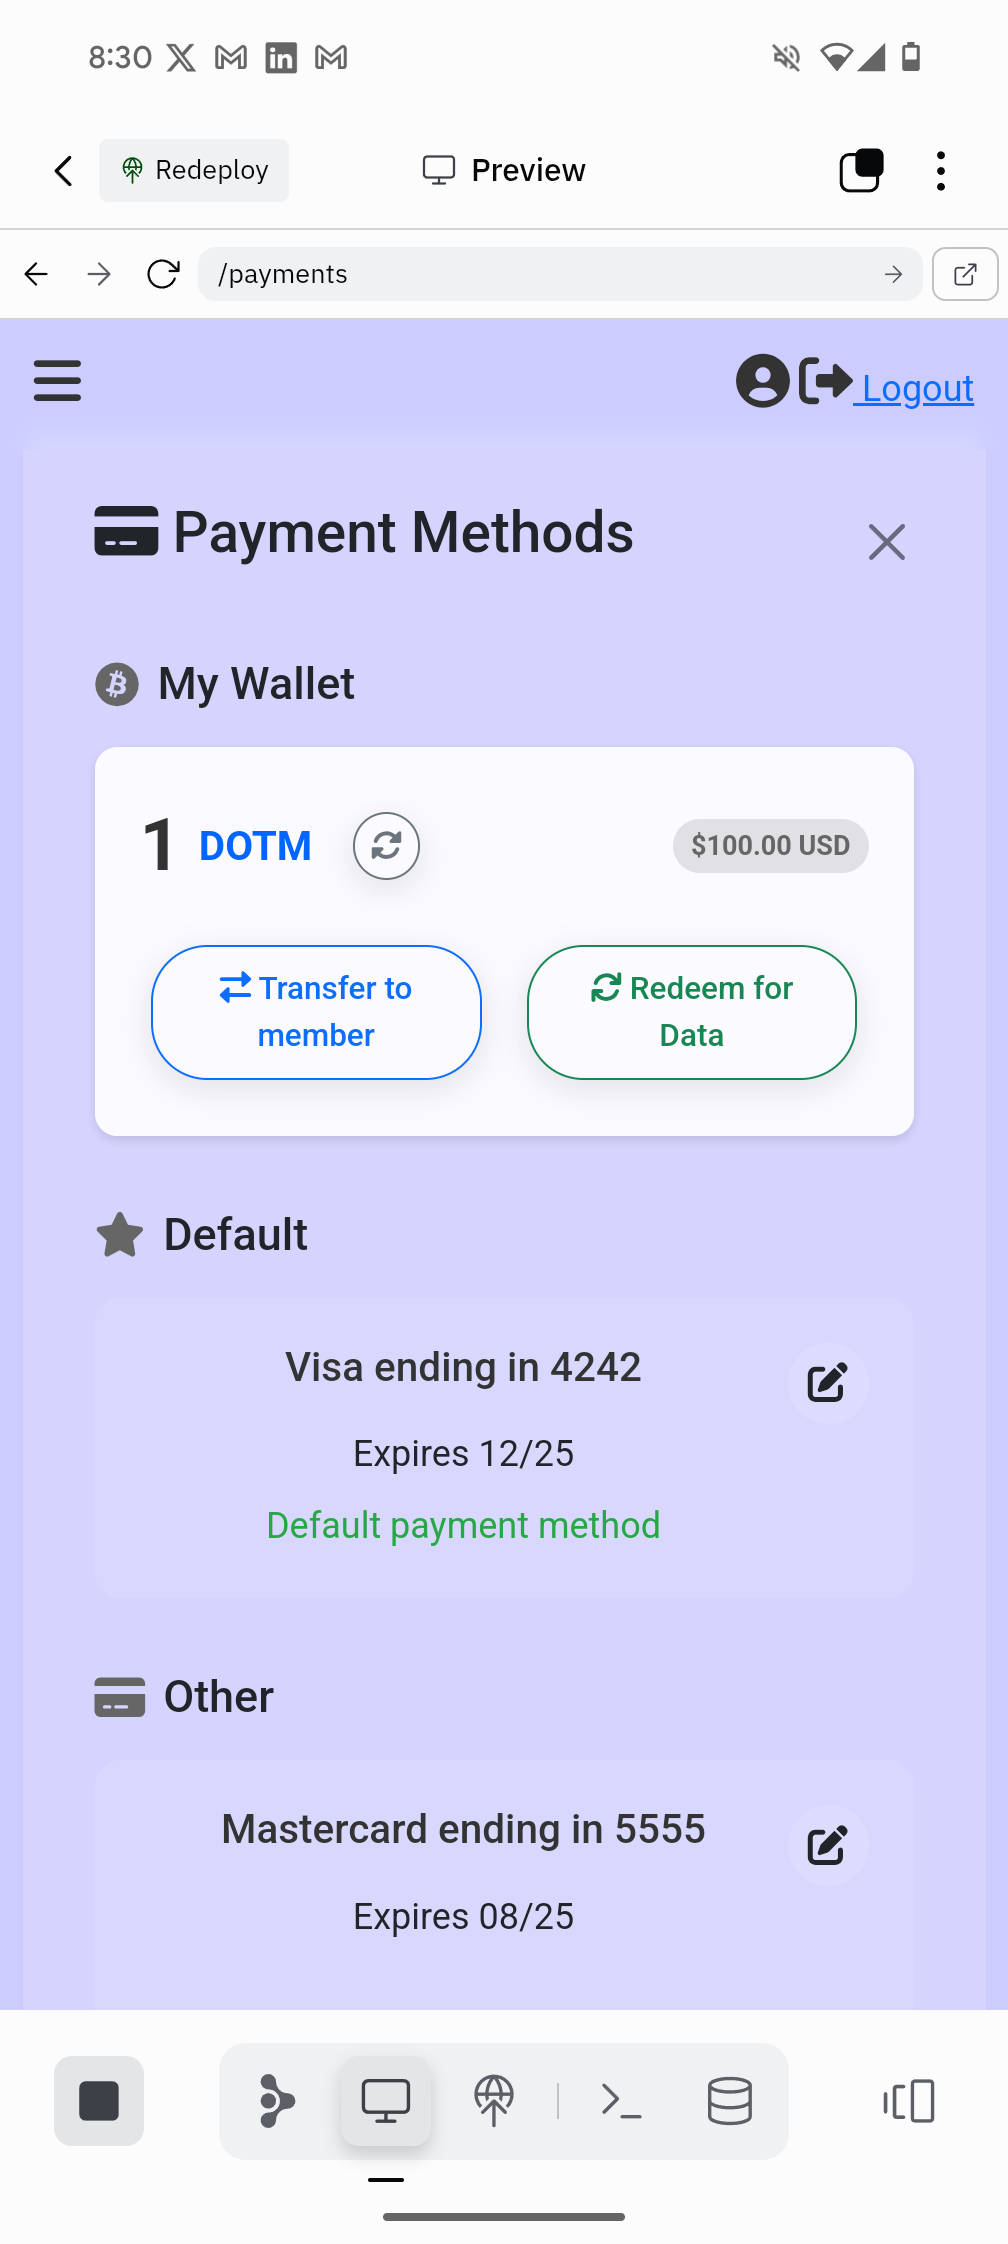 8:30
Redeploy
Preview
/payments
Logout
Payment Methods
My Wallet
1 DOTM
$100.00 USD
Transfer to
member
Redeem for
Data
Default
Visa ending in 4242
Expires 12/25
Default payment method
Other
Mastercard ending in 5555
Expires 08/25